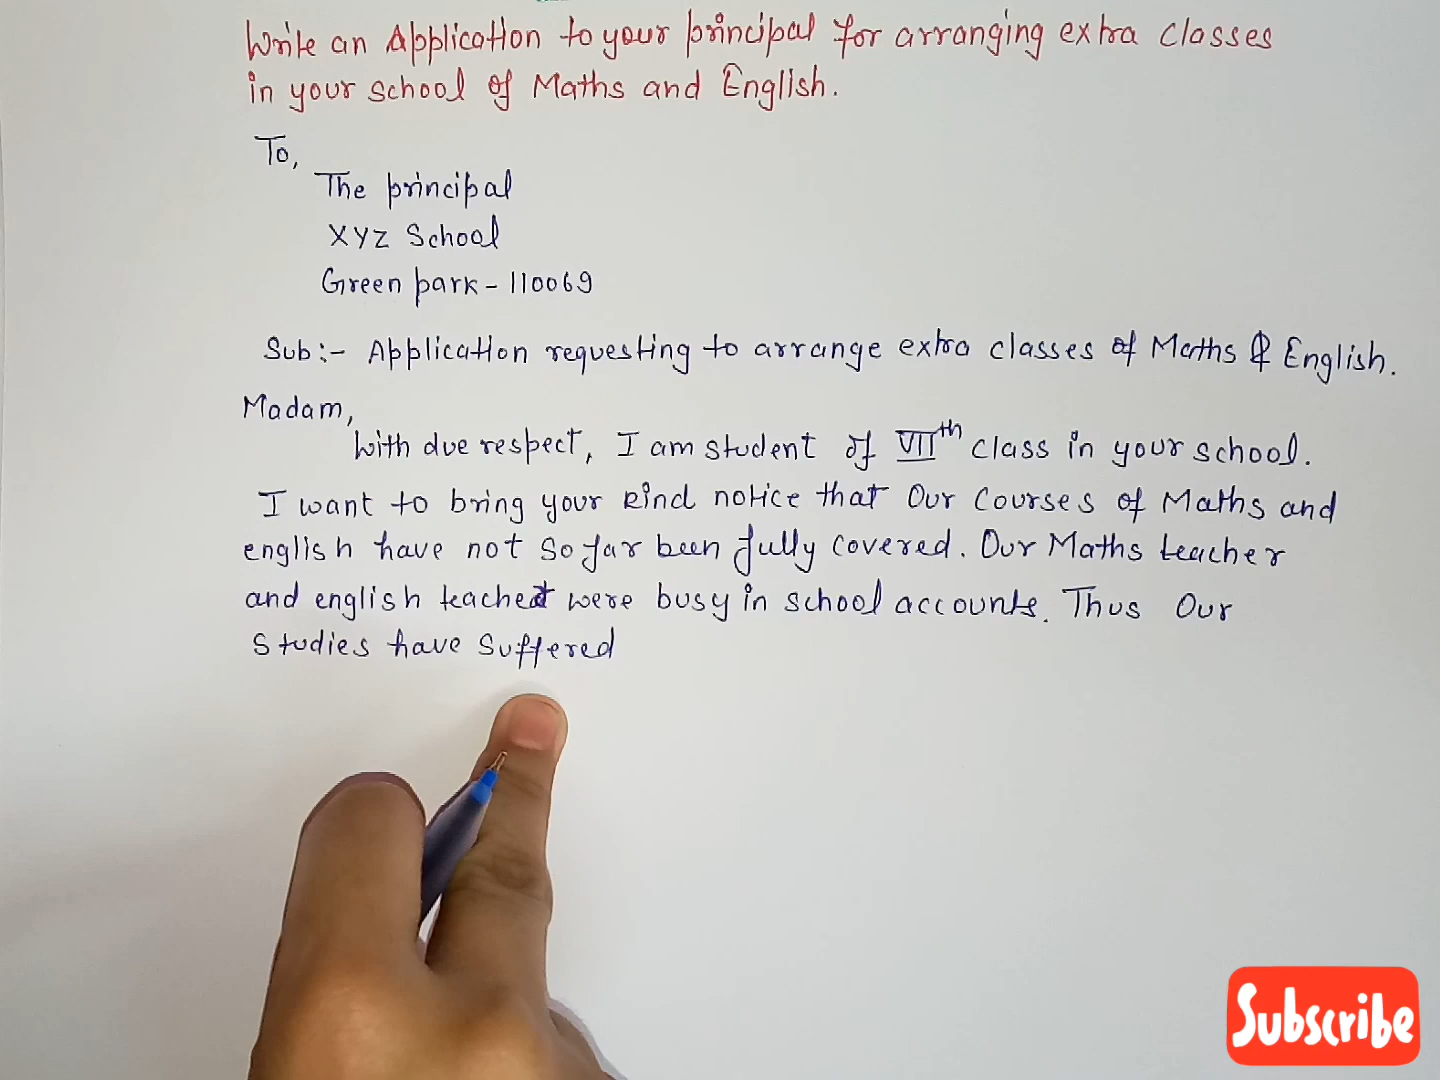 Write an Application to your principal for arranging extra classes
in your school of Maths and English.
To,
The principal
XYZ School
Green park - 110069
Sub :- Application requesting to arrange extra classes of Maths & English.
Madam,
With due respect, I am student of VIIth class in your school.
I want to bring your kind notice that Our Courses of Maths and
english have not so far been fully covered. Our Maths teacher
and english teacher were busy in school accounts. Thus Our
Studies have suffered
Subscribe